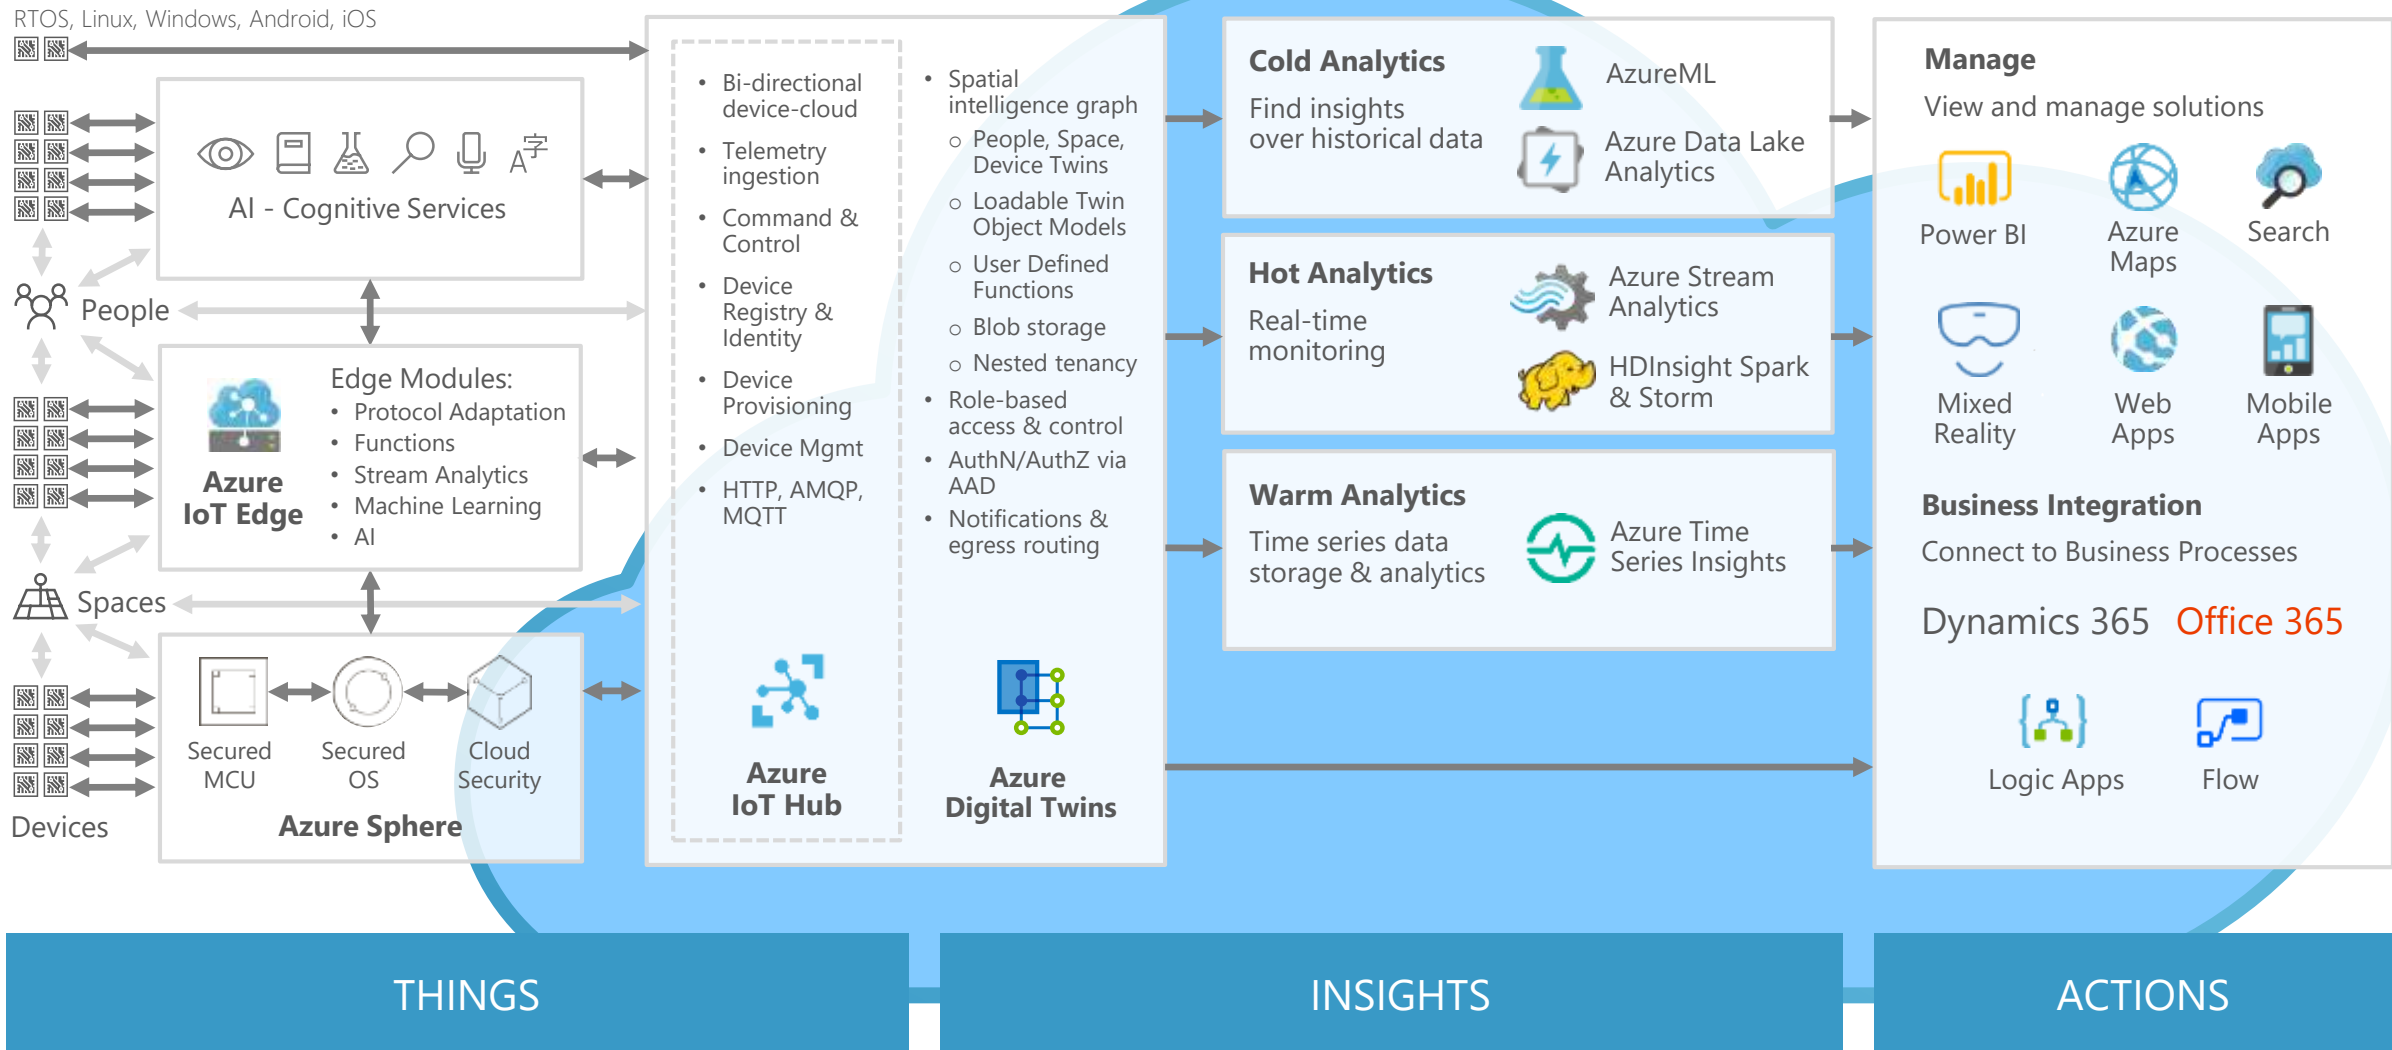 RTOS, Linux, Windows, Android, iOS
AI - Cognitive Services
A字
People
Azure
IoT Edge
Edge Modules:
• Protocol Adaptation
• Functions
• Stream Analytics
• Machine Learning
• AI
Spaces
Secured
MCU
Secured
OS
Cloud
Security
Azure Sphere
Devices
• Bi-directional
device-cloud
• Telemetry
ingestion
• Command &
Control
• Device
Registry &
Identity
• Device
Provisioning
• Device Mgmt
• HTTP, AMQP,
MQTT
Azure
IoT Hub
• Spatial
intelligence graph
o People, Space,
Device Twins
o Loadable Twin
Object Models
o User Defined
Functions
o Blob storage
o Nested tenancy
• Role-based
access & control
• AuthN/AuthZ via
AAD
• Notifications &
egress routing
Azure
Digital Twins
Cold Analytics
Find insights
over historical data
AzureML
Azure Data Lake
Analytics
Hot Analytics
Real-time
monitoring
Azure Stream
Analytics
HDInsight Spark
& Storm
Warm Analytics
Time series data
storage & analytics
Azure Time
Series Insights
Manage
View and manage solutions
Power BI
Azure
Maps
Search
Mixed
Reality
Web
Apps
Mobile
Apps
Business Integration
Connect to Business Processes
Dynamics 365 Office 365
Logic Apps
Flow
THINGS
INSIGHTS
ACTIONS